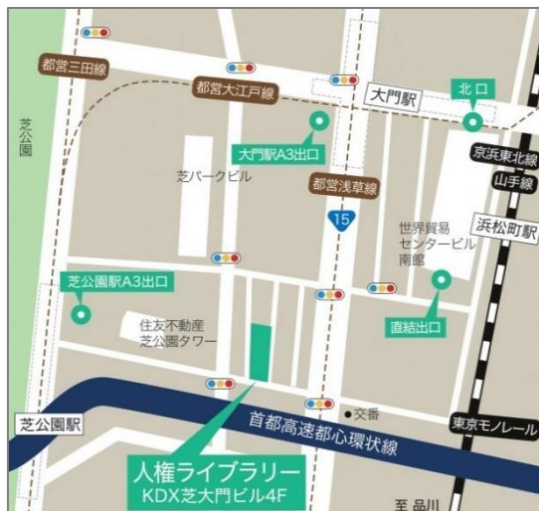 都営三田線
都営大江戸線
大門駅
北口
芝公園
大門駅A3出口
京浜東北線
山手線
芝パークビル
都営浅草線
15
世界貿易
センタービル
南館
浜松町駅
芝公園駅A3出口
住友不動産
芝公園タワー
直結出口
交番
芝公園駅
首都高速都心環状線
東京モノレール
人権ライブラリー
KDX芝大門ビル4F
至 品川